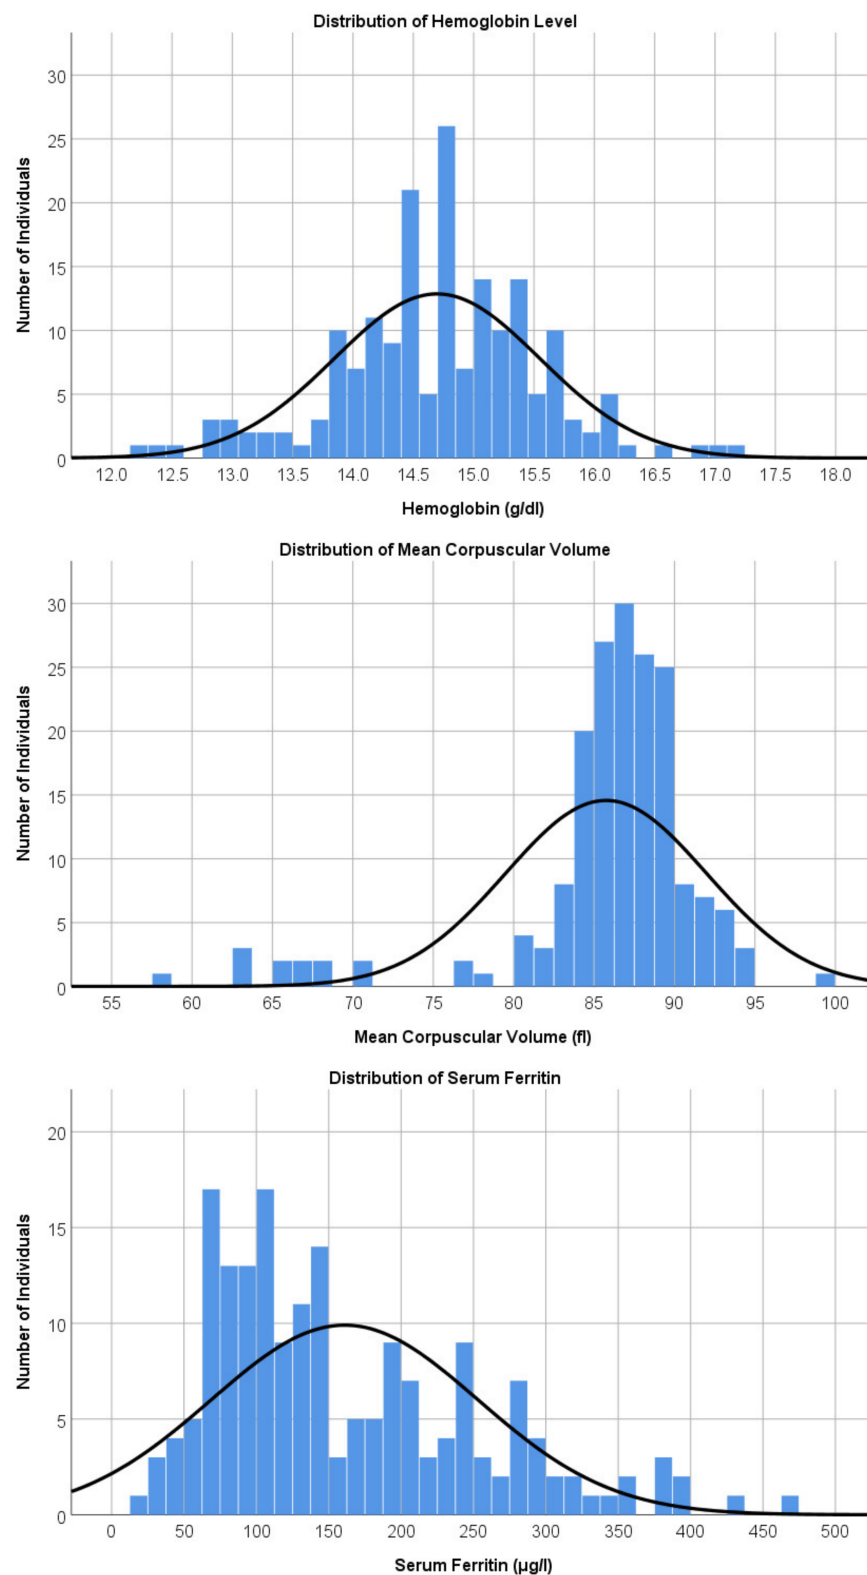 Distribution of Hemoglobin Level
Number of Individuals
30
25
20
15
10
5
0
12.0 12.5 13.0 13.5 14.0 14.5 15.0 15.5 16.0 16.5 17.0 17.5 18.0
Hemoglobin (g/dl)
Distribution of Mean Corpuscular Volume
Number of Individuals
30
25
20
15
10
5
0
55 60 65 70 75 80 85 90 95 100
Mean Corpuscular Volume (fl)
Distribution of Serum Ferritin
Number of Individuals
20
15
10
5
0
0 50 100 150 200 250 300 350 400 450 500
Serum Ferritin (µg/l)